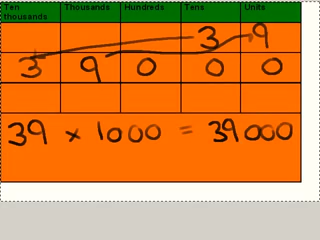 Ten thousands Thousands Hundreds Tens Units
3 9
3 9 0 0 0
39 x 1000 = 39000